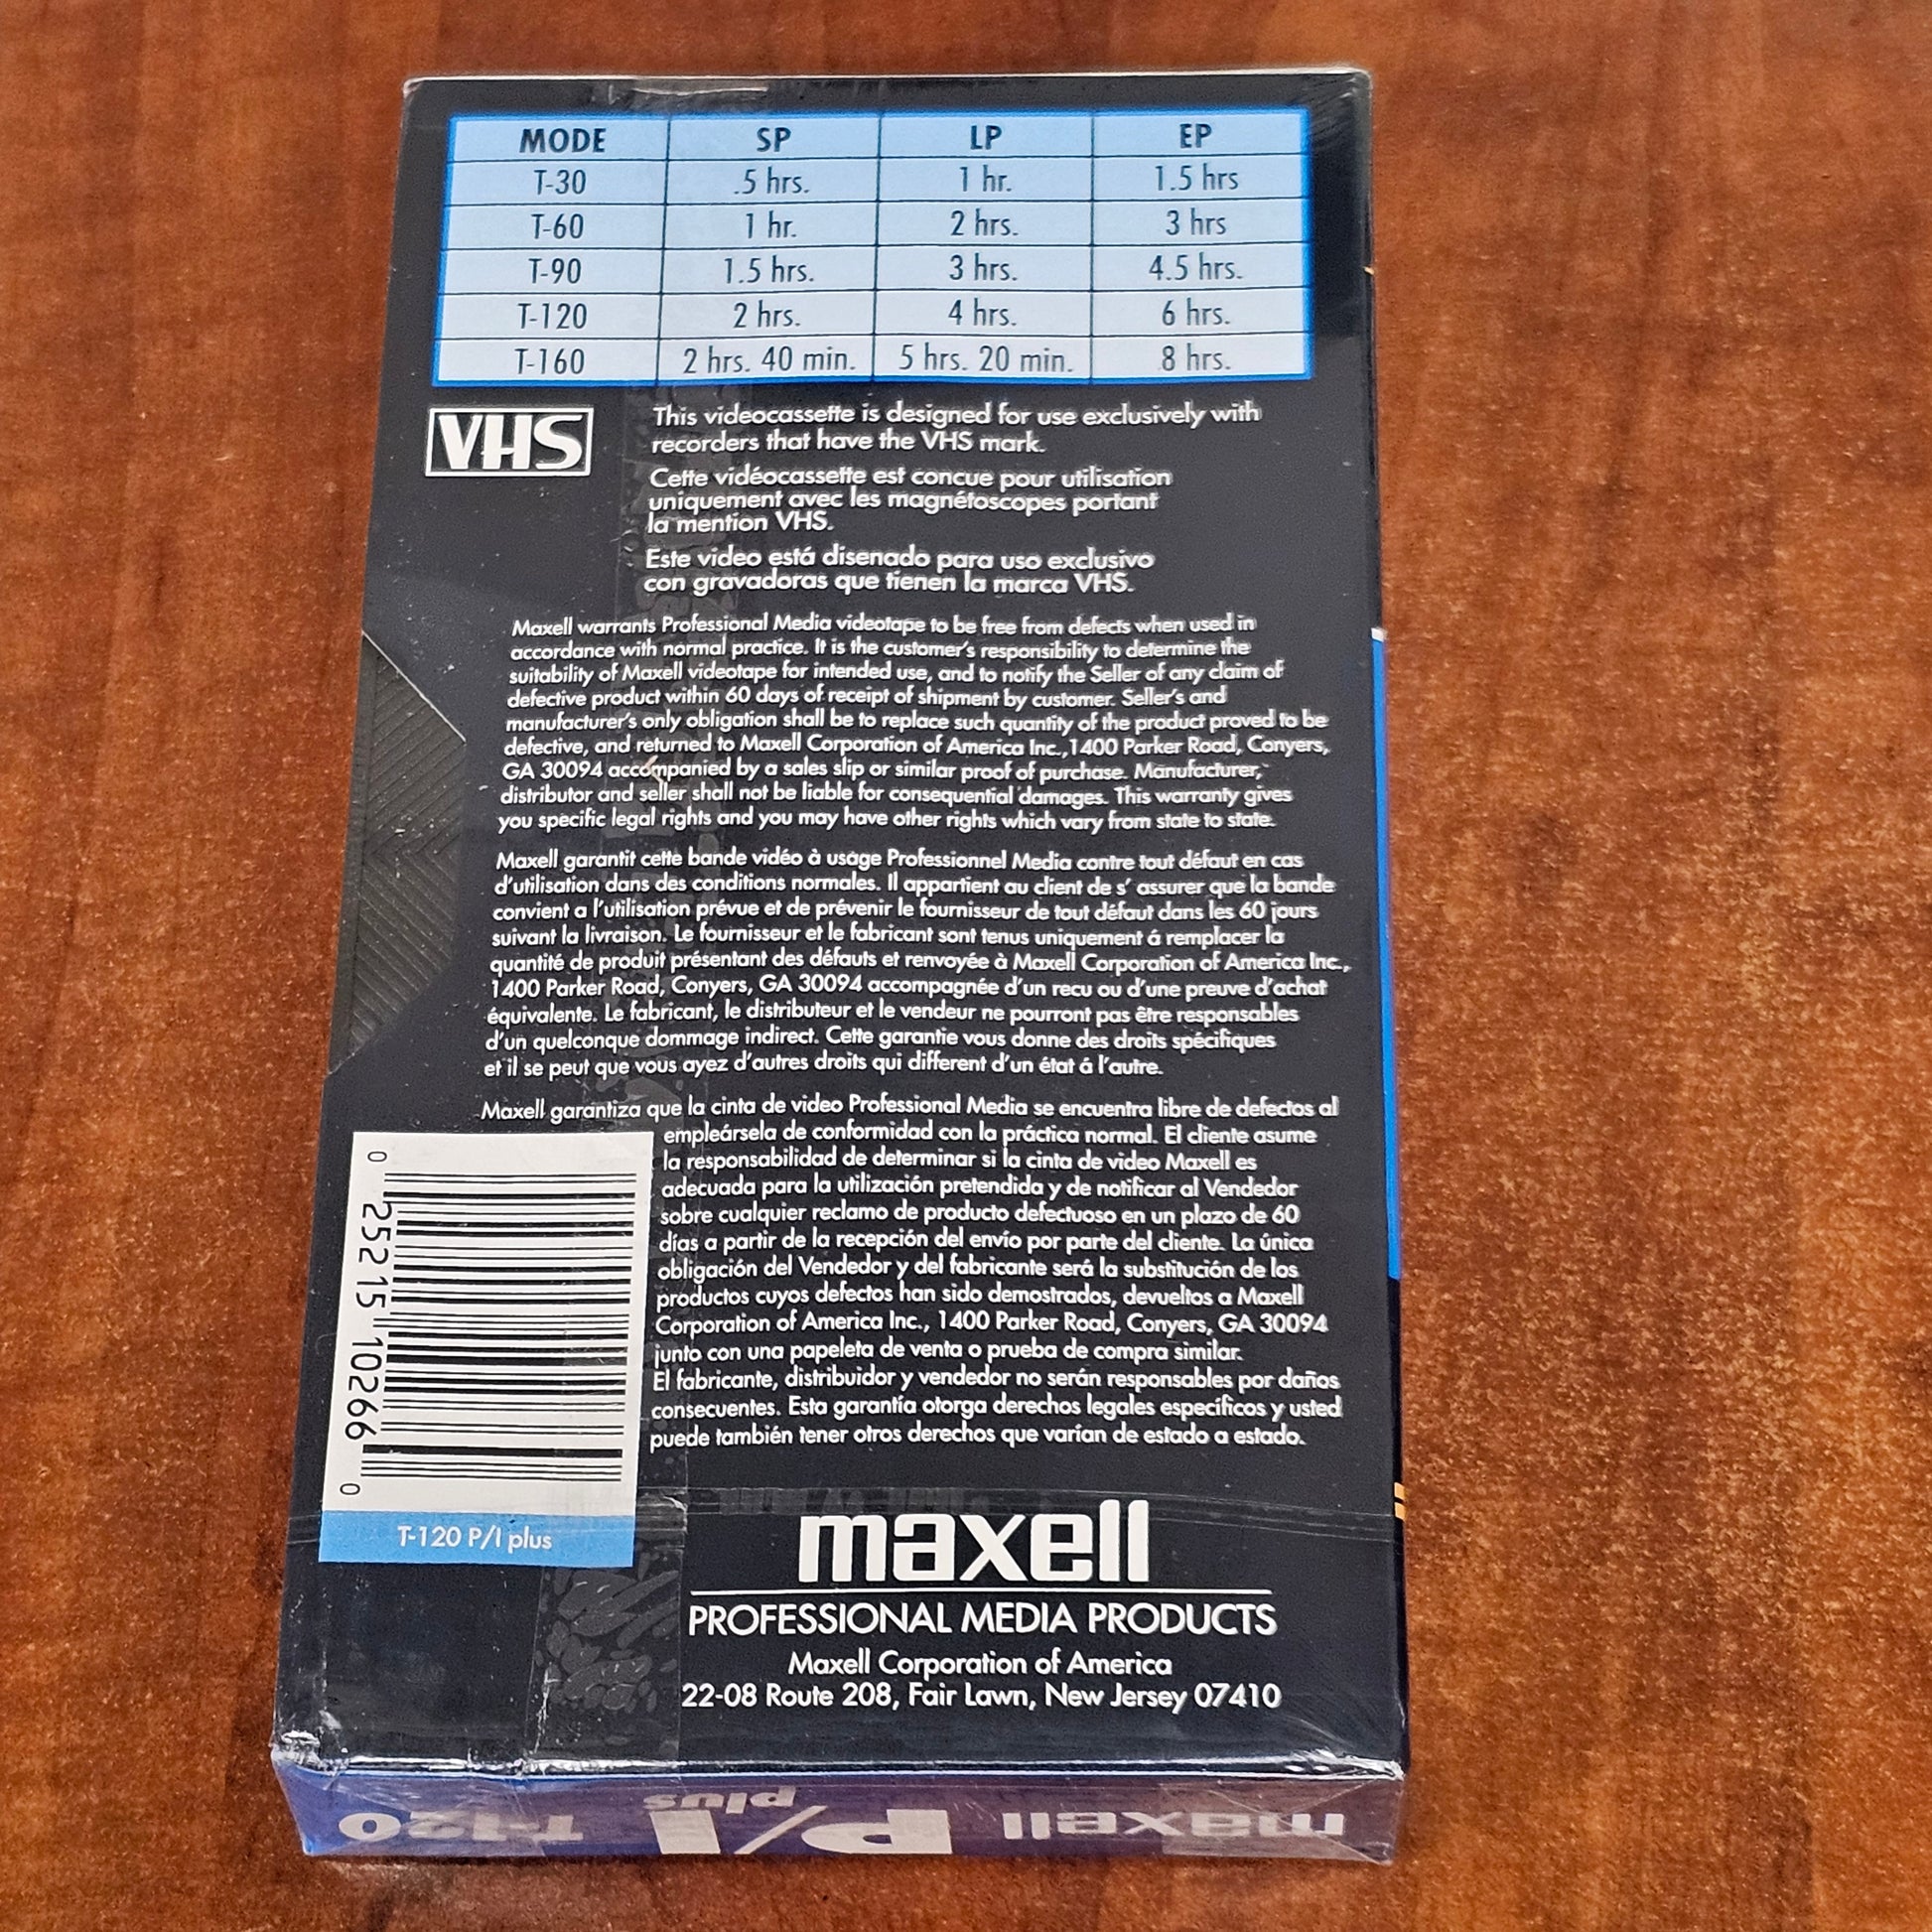 MODE SP LP EP
T-30 .5 hrs. 1 hr. 1.5 hrs
T-60 1 hr. 2 hrs. 3 hrs
T-90 1.5 hrs. 3 hrs. 4.5 hrs.
T-120 2 hrs. 4 hrs. 6 hrs.
T-160 2 hrs. 40 min. 5 hrs. 20 min. 8 hrs.
VHS
This videocassette is designed for use exclusively with
recorders that have the VHS mark.
Cette vidéocassette est concue pour utilisation
uniquement avec les magnétoscopes portant
la mention VHS.
Este video está disenado para uso exclusivo
con gravadoras que tienen la marca VHS.
Maxell warrants Professional Media videotape to be free from defects when used in
accordance with normal practice. It is the customer's responsibility to determine the
suitability of Maxell videotape for intended use, and to notify the Seller of any claim of
defective product within 60 days of receipt of shipment by customer. Seller's and
manufacturer's only obligation shall be to replace such quantity of the product proved to be
defective, and returned to Maxell Corporation of America Inc.,1400 Parker Road, Conyers,
GA 30094 accompanied by a sales slip or similar proof of purchase. Manufacturer,
distributor and seller shall not be liable for consequential damages. This warranty gives
you specific legal rights and you may have other rights which vary from state to state.
Maxell garantit cette bande vidéo à usage Professionnel Media contre tout défaut en cas
d'utilisation dans des conditions normales. Il appartient au client de s' assurer que la bande
convient a l'utilisation prévue et de prévenir le fournisseur de tout défaut dans les 60 jours
suivant la livraison. Le fournisseur et le fabricant sont tenus uniquement á remplacer la
quantité de produit présentant des défauts et renvoyée à Maxell Corporation of America Inc.,
1400 Parker Road, Conyers, GA 30094 accompagnée d'un recu ou d'une preuve d'achat
équivalente. Le fabricant, le distributeur et le vendeur ne pourront pas être responsables
d'un quelconque dommage indirect. Cette garantie vous donne des droits spécifiques
et il se peut que vous ayez d'autres droits qui different d'un état á l'autre.
Maxell garantiza que la cinta de video Professional Media se encuentra libre de defectos al
empleársela de conformidad con la práctica normal. El cliente asume
la responsabilidad de determinar si la cinta de video Maxell es
adecuada para la utilización pretendida y de notificar al Vendedor
sobre cualquier reclamo de producto defectuoso en un plazo de 60
días a partir de la recepción del envío por parte del cliente. La única
obligación del Vendedor y del fabricante será la substitución de los
productos cuyos defectos han sido demostrados, devueltos a Maxell
Corporation of America Inc., 1400 Parker Road, Conyers, GA 30094
junto con una papeleta de venta o prueba de compra similar.
El fabricante, distribuidor y vendedor no serán responsables por daños
consecuentes. Esta garantía otorga derechos legales específicos y usted
puede también tener otros derechos que varían de estado a estado.
0 25215 10266 0
T-120 P/I plus
maxell
PROFESSIONAL MEDIA PRODUCTS
Maxell Corporation of America
22-08 Route 208, Fair Lawn, New Jersey 07410
maxell P/I plus T-120